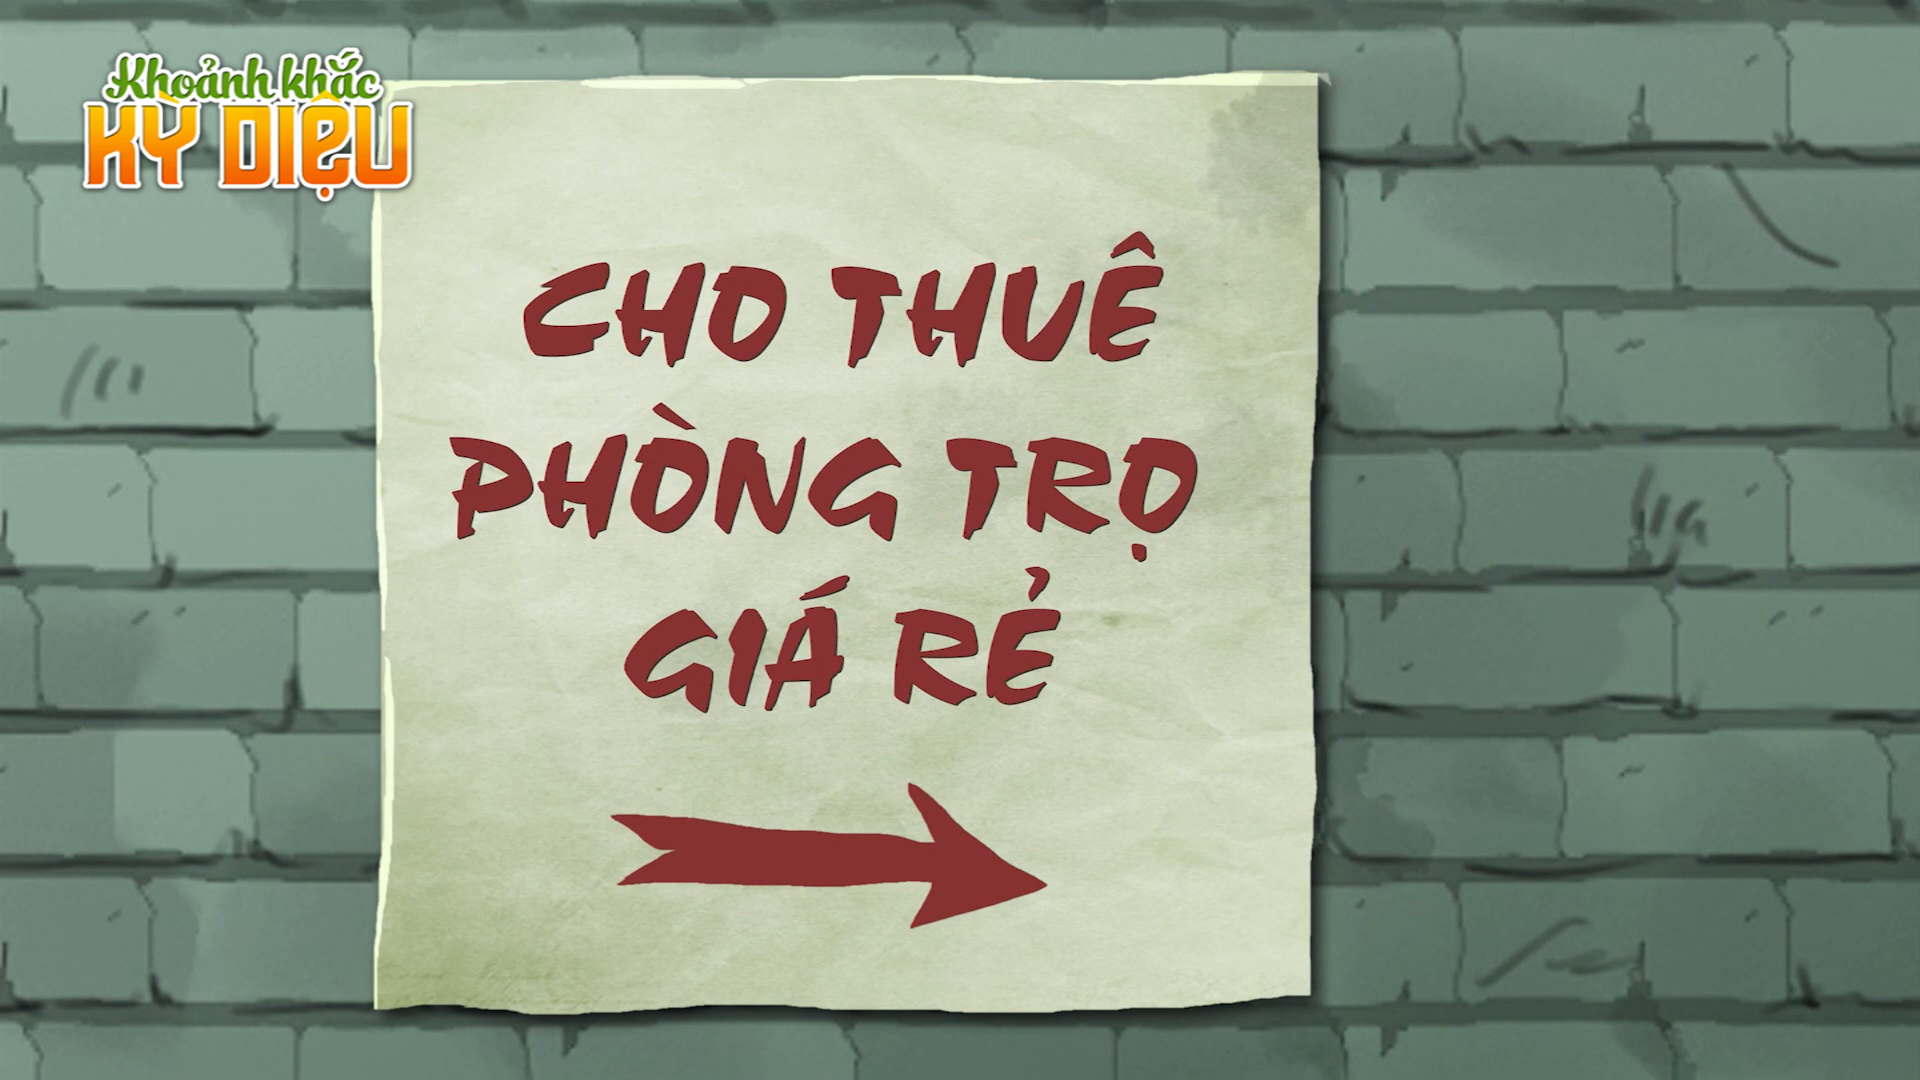 Khoảnh khắc
KỲ DIỆU
CHO THUÊ
PHÒNG TRỌ
GIÁ RẺ